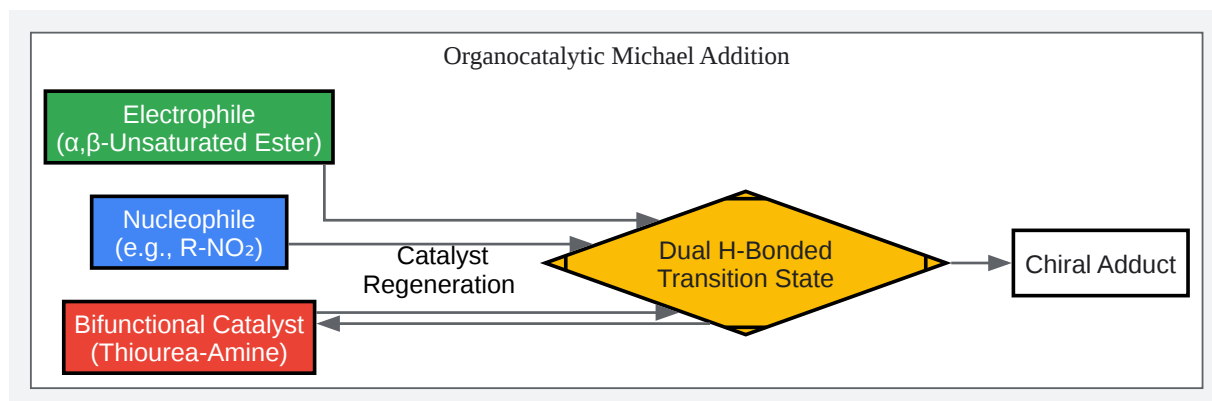 Organocatalytic Michael Addition
Electrophile
(α,β-Unsaturated Ester)
Nucleophile
(e.g., R-NO₂)
Catalyst
Regeneration
Bifunctional Catalyst
(Thiourea-Amine)
Dual H-Bonded
Transition State
Chiral Adduct